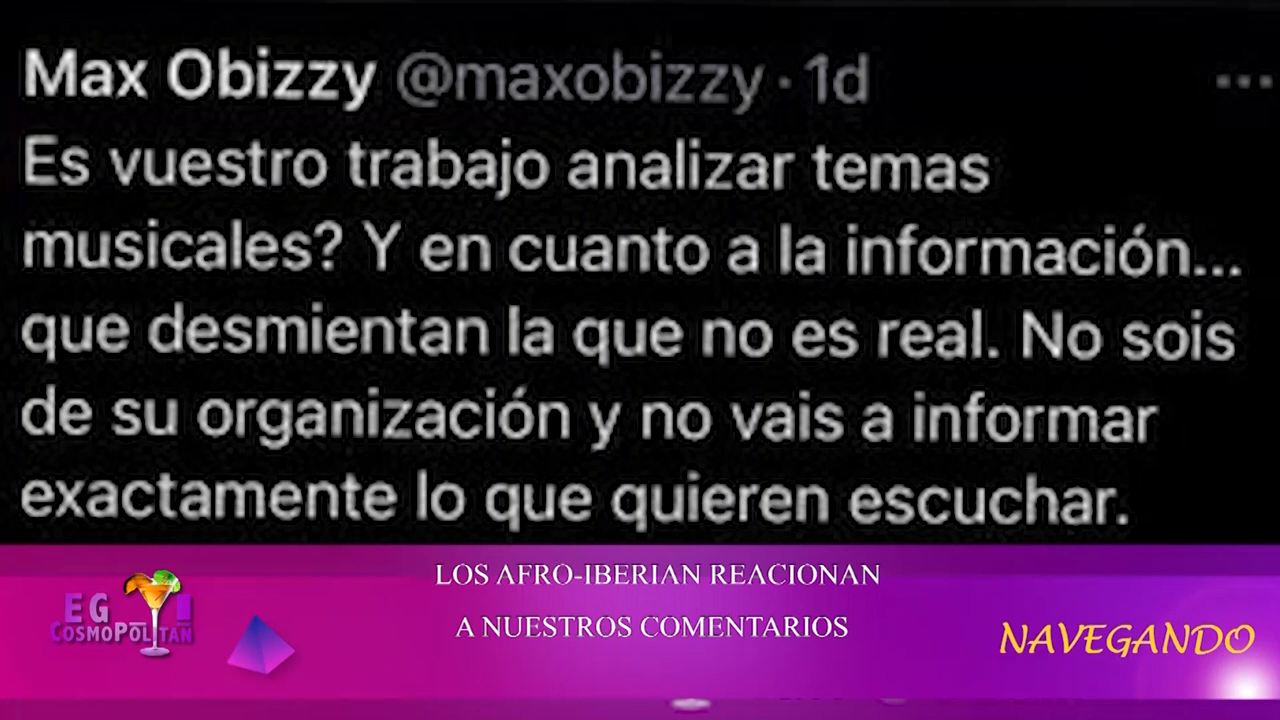 Max Obizzy @maxobizzy · 1d ...
Es vuestro trabajo analizar temas
musicales? Y en cuanto a la información...
que desmientan la que no es real. No sois
de su organización y no vais a informar
exactamente lo que quieren escuchar.
LOS AFRO-IBERIAN REACIONAN
A NUESTROS COMENTARIOS
EG
COSMOPOLITAN
NAVEGANDO